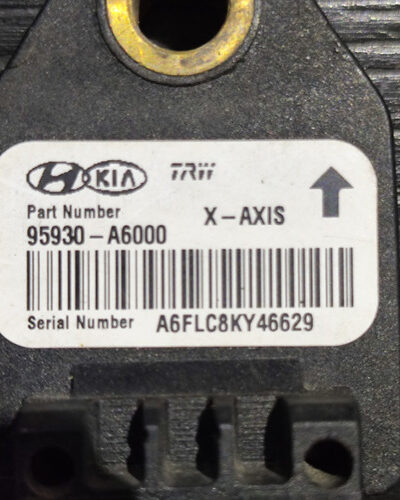 KIA TRW
Part Number X-AXIS
95930-A6000
Serial Number A6FLC8KY46629